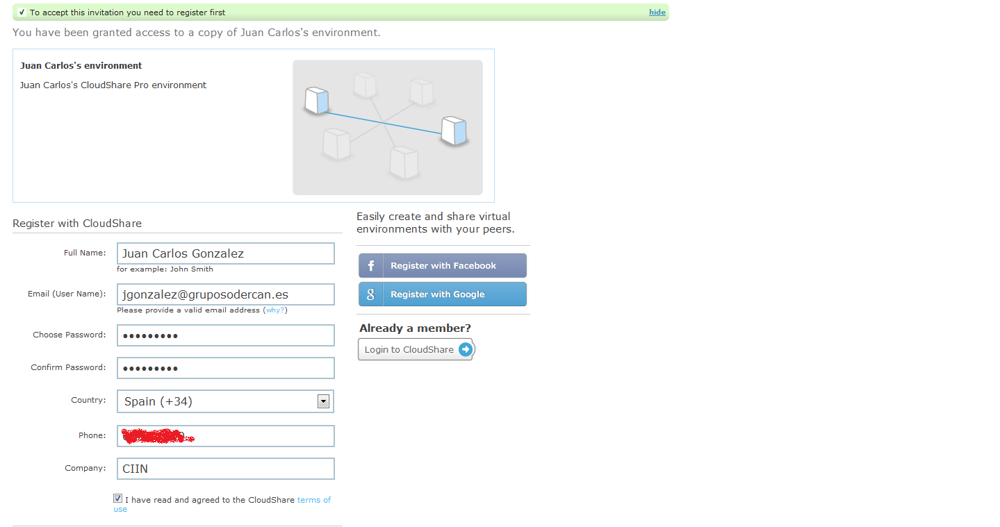 To accept this invitation you need to register first
hide
You have been granted access to a copy of Juan Carlos's environment.
Juan Carlos's environment
Juan Carlos's CloudShare Pro environment
Register with CloudShare
Full Name:
Juan Carlos Gonzalez
for example: John Smith
Email (User Name):
jgonzalez@gruposodercan.es
Please provide a valid email address (why?)
Choose Password:
•••••••••
Confirm Password:
•••••••••
Country:
Spain (+34)
Phone:
Company:
CIIN
I have read and agreed to the CloudShare terms of
use
Easily create and share virtual
environments with your peers.
f Register with Facebook
g Register with Google
Already a member?
Login to CloudShare